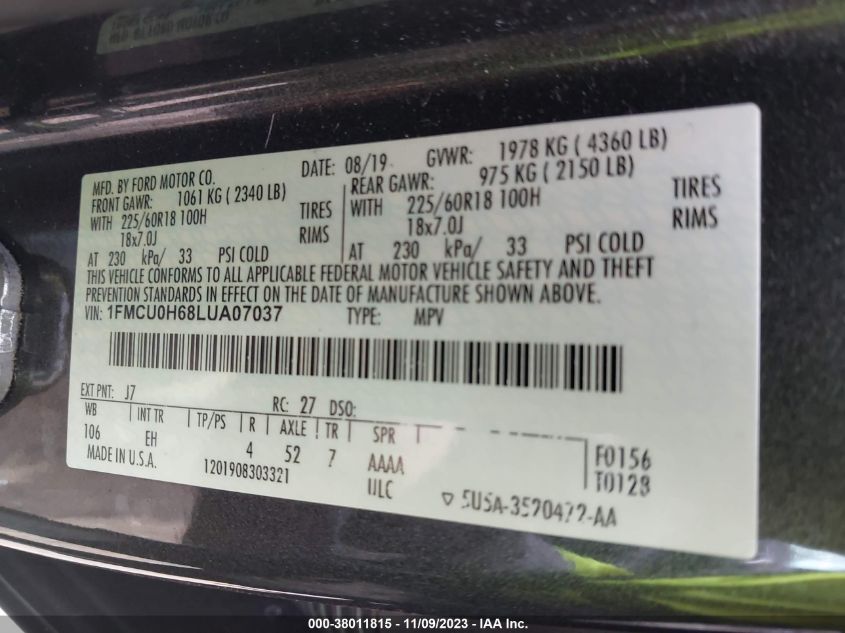 MFD. BY FORD MOTOR CO. DATE: 08/19 GVWR: 1978 KG ( 4360 LB)
FRONT GAWR: 1061 KG ( 2340 LB) REAR GAWR: 975 KG ( 2150 LB)
WITH 225/60R18 100H TIRES WITH 225/60R18 100H TIRES
18x7.0J RIMS 18x7.0J RIMS
AT 230 kPa/ 33 PSI COLD AT 230 kPa/ 33 PSI COLD
THIS VEHICLE CONFORMS TO ALL APPLICABLE FEDERAL MOTOR VEHICLE SAFETY AND THEFT
PREVENTION STANDARDS IN EFFECT ON THE DATE OF MANUFACTURE SHOWN ABOVE.
VIN: 1FMCU0H68LUA07037 TYPE: MPV
EXT PNT: J7 RC: 27 DSO:
WB INT TR TP/PS R AXLE TR SPR
106 EH 4 52 7 AAAA F0156
MADE IN U.S.A. 1201908303321 ULC T0123
5U5A-3520472-AA
000-38011815 - 11/09/2023 - IAA Inc.